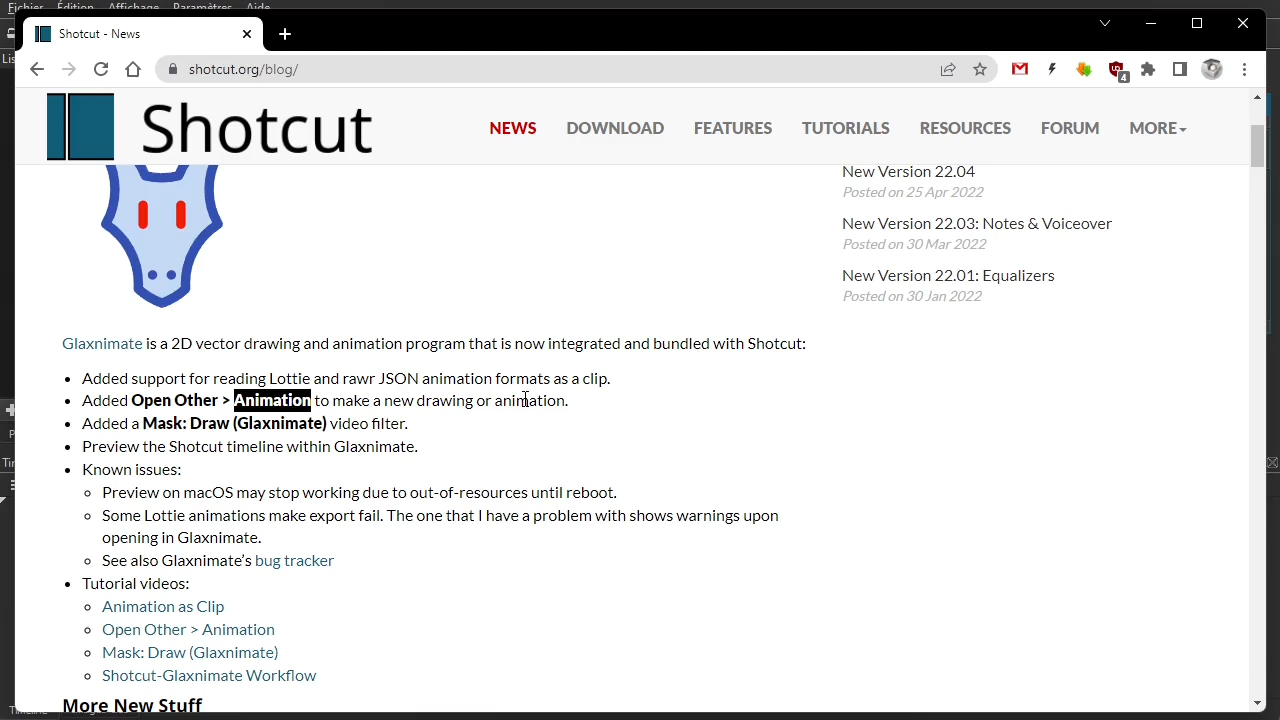 Fichier Édition Affichage Paramètres Aide
Shotcut - News
shotcut.org/blog/
4
Shotcut
NEWS DOWNLOAD FEATURES TUTORIALS RESOURCES FORUM MORE
New Version 22.04
Posted on 25 Apr 2022
New Version 22.03: Notes & Voiceover
Posted on 30 Mar 2022
New Version 22.01: Equalizers
Posted on 30 Jan 2022
Glaxnimate is a 2D vector drawing and animation program that is now integrated and bundled with Shotcut:
Added support for reading Lottie and rawr JSON animation formats as a clip.
Added Open Other > Animation to make a new drawing or animation.
Added a Mask: Draw (Glaxnimate) video filter.
Preview the Shotcut timeline within Glaxnimate.
Known issues:
Preview on macOS may stop working due to out-of-resources until reboot.
Some Lottie animations make export fail. The one that I have a problem with shows warnings upon
opening in Glaxnimate.
See also Glaxnimate’s bug tracker
Tutorial videos:
Animation as Clip
Open Other > Animation
Mask: Draw (Glaxnimate)
Shotcut-Glaxnimate Workflow
More New Stuff